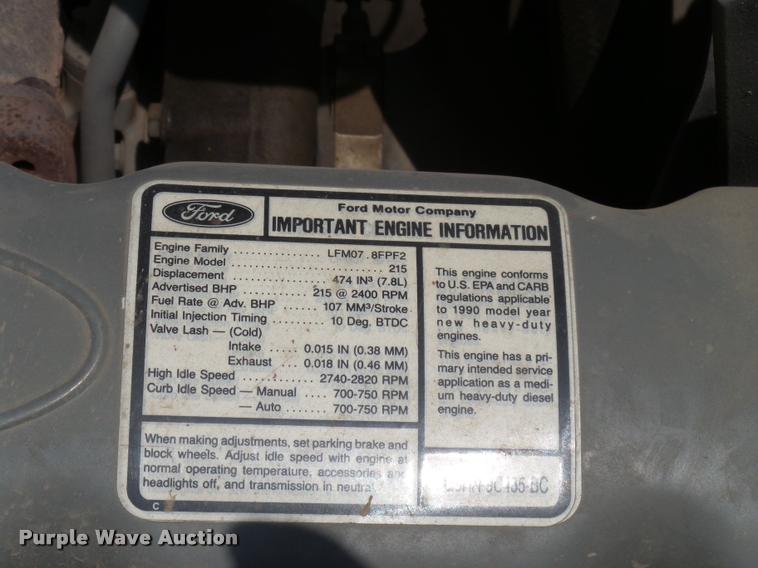 Ford
Ford Motor Company
IMPORTANT ENGINE INFORMATION
Engine Family .................. LFM07 .8FPF2
Engine Model .................. 215
Displacement .................. 474 IN³ (7.8L)
Advertised BHP .......... 215 @ 2400 RPM
Fuel Rate @ Adv. BHP ..... 107 MM³/Stroke
Initial Injection Timing ........ 10 Deg. BTDC
Valve Lash — (Cold)
Intake ..... 0.015 IN (0.38 MM)
Exhaust .... 0.018 IN (0.46 MM)
High Idle Speed ........... 2740-2820 RPM
Curb Idle Speed — Manual .... 700-750 RPM
— Auto ...... 700-750 RPM
When making adjustments, set parking brake and
block wheels. Adjust idle speed with engine at
normal operating temperature, accessories
headlights off, and transmission in neutral
C
This engine conforms
to U.S. EPA and CARB
regulations applicable
to 1990 model year
new heavy-duty
engines.
This engine has a pri-
mary intended service
application as a medi-
um heavy-duty diesel
engine.
Purple Wave Auction